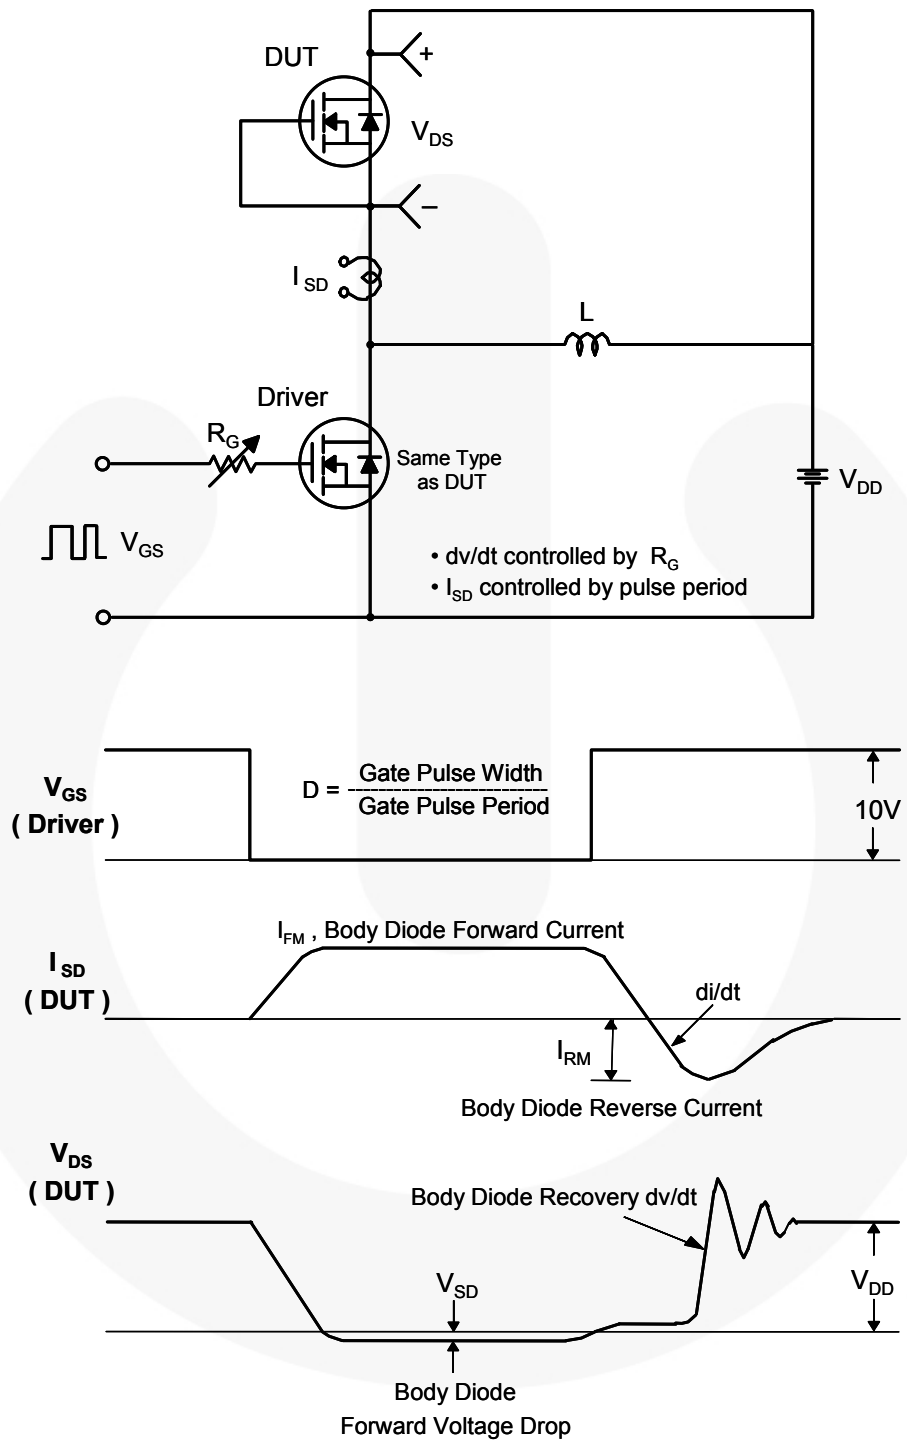 DUT
+
V_DS
−
I_SD
L
Driver
R_G
Same Type
as DUT
V_DD
V_GS
• dv/dt controlled by R_G
• I_SD controlled by pulse period
V_GS
( Driver )
D = Gate Pulse Width
Gate Pulse Period
10V
I_SD
( DUT )
I_FM , Body Diode Forward Current
di/dt
I_RM
Body Diode Reverse Current
V_DS
( DUT )
Body Diode Recovery dv/dt
V_SD
V_DD
Body Diode
Forward Voltage Drop